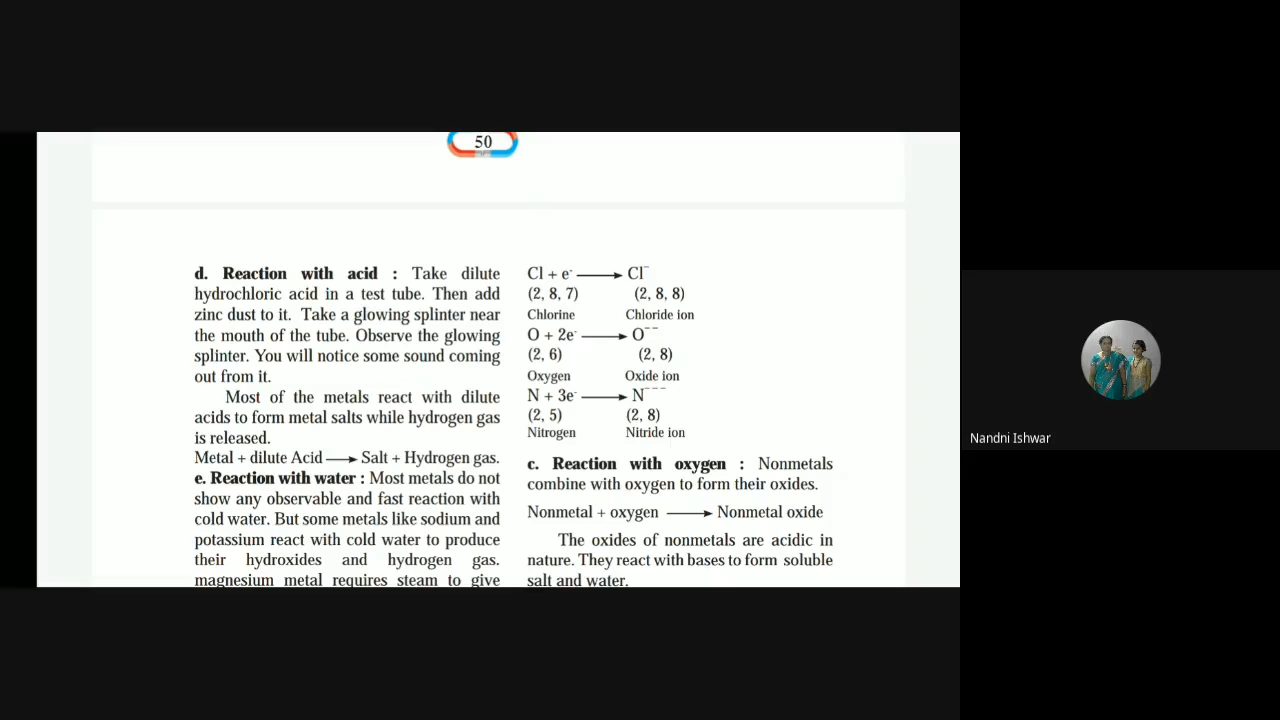 50
d. Reaction with acid : Take dilute
hydrochloric acid in a test tube. Then add
zinc dust to it. Take a glowing splinter near
the mouth of the tube. Observe the glowing
splinter. You will notice some sound coming
out from it.
Most of the metals react with dilute
acids to form metal salts while hydrogen gas
is released.
Metal + dilute Acid ⟶ Salt + Hydrogen gas.
e. Reaction with water : Most metals do not
show any observable and fast reaction with
cold water. But some metals like sodium and
potassium react with cold water to produce
their hydroxides and hydrogen gas.
magnesium metal requires steam to give
Cl + e⁻ ⟶ Cl⁻
(2, 8, 7) (2, 8, 8)
Chlorine Chloride ion
O + 2e⁻ ⟶ O⁻⁻
(2, 6) (2, 8)
Oxygen Oxide ion
N + 3e⁻ ⟶ N⁻⁻⁻
(2, 5) (2, 8)
Nitrogen Nitride ion
c. Reaction with oxygen : Nonmetals
combine with oxygen to form their oxides.
Nonmetal + oxygen ⟶ Nonmetal oxide
The oxides of nonmetals are acidic in
nature. They react with bases to form soluble
salt and water.
Nandni Ishwar